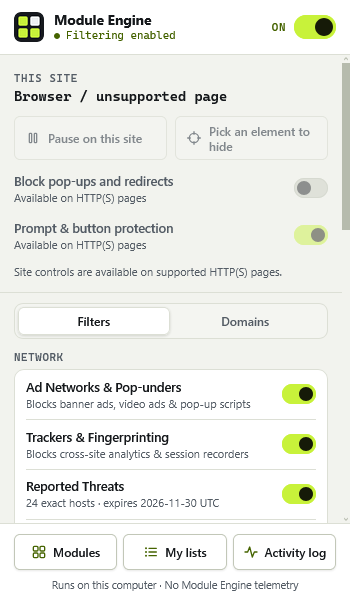 Module Engine
Filtering enabled
ON
THIS SITE
Browser / unsupported page
Pause on this site
Pick an element to
hide
Block pop-ups and redirects
Available on HTTP(S) pages
Prompt & button protection
Available on HTTP(S) pages
Site controls are available on supported HTTP(S) pages.
Filters
Domains
NETWORK
Ad Networks & Pop-unders
Blocks banner ads, video ads & pop-up scripts
Trackers & Fingerprinting
Blocks cross-site analytics & session recorders
Reported Threats
24 exact hosts · expires 2026-11-30 UTC
Modules
My lists
Activity log
Runs on this computer · No Module Engine telemetry